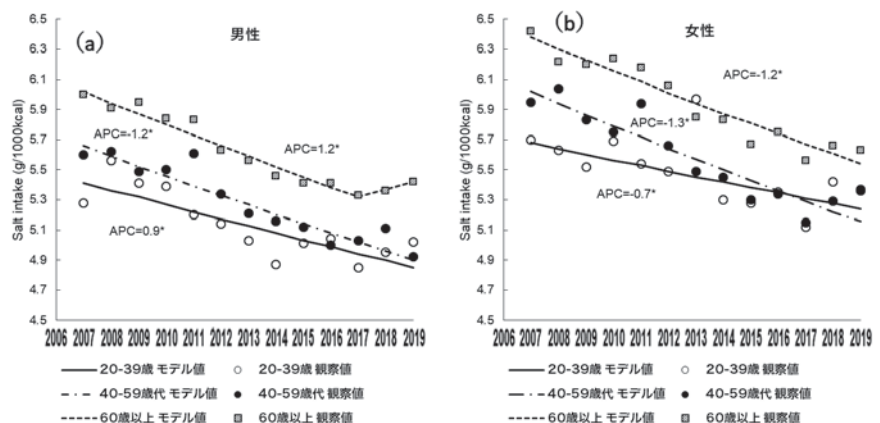 (a)
男性
Salt intake (g/1000kcal)
6.5
6.3
6.1
5.9
5.7
5.5
5.3
5.1
4.9
4.7
4.5
APC=-1.2*
1.2*
APC=0.9*
2006 2007 2008 2009 2010 2011 2012 2013 2014 2015 2016 2017 2018 2019
20-39歳 モデル値
20-39歳 観察値
40-59歳代 モデル値
40-59歳代 観察値
60歳以上 モデル値
60歳以上 観察値
(b)
女性
Salt intake (g/1000kcal)
6.5
6.3
6.1
5.9
5.7
5.5
5.3
5.1
4.9
4.7
4.5
APC=-1.2*
APC=-1.3*
APC=-0.7*
2006 2007 2008 2009 2010 2011 2012 2013 2014 2015 2016 2017 2018 2019
20-39歳 モデル値
20-39歳 観察値
40-59歳代 モデル値
40-59歳代 観察値
60歳以上 モデル値
60歳以上 観察値